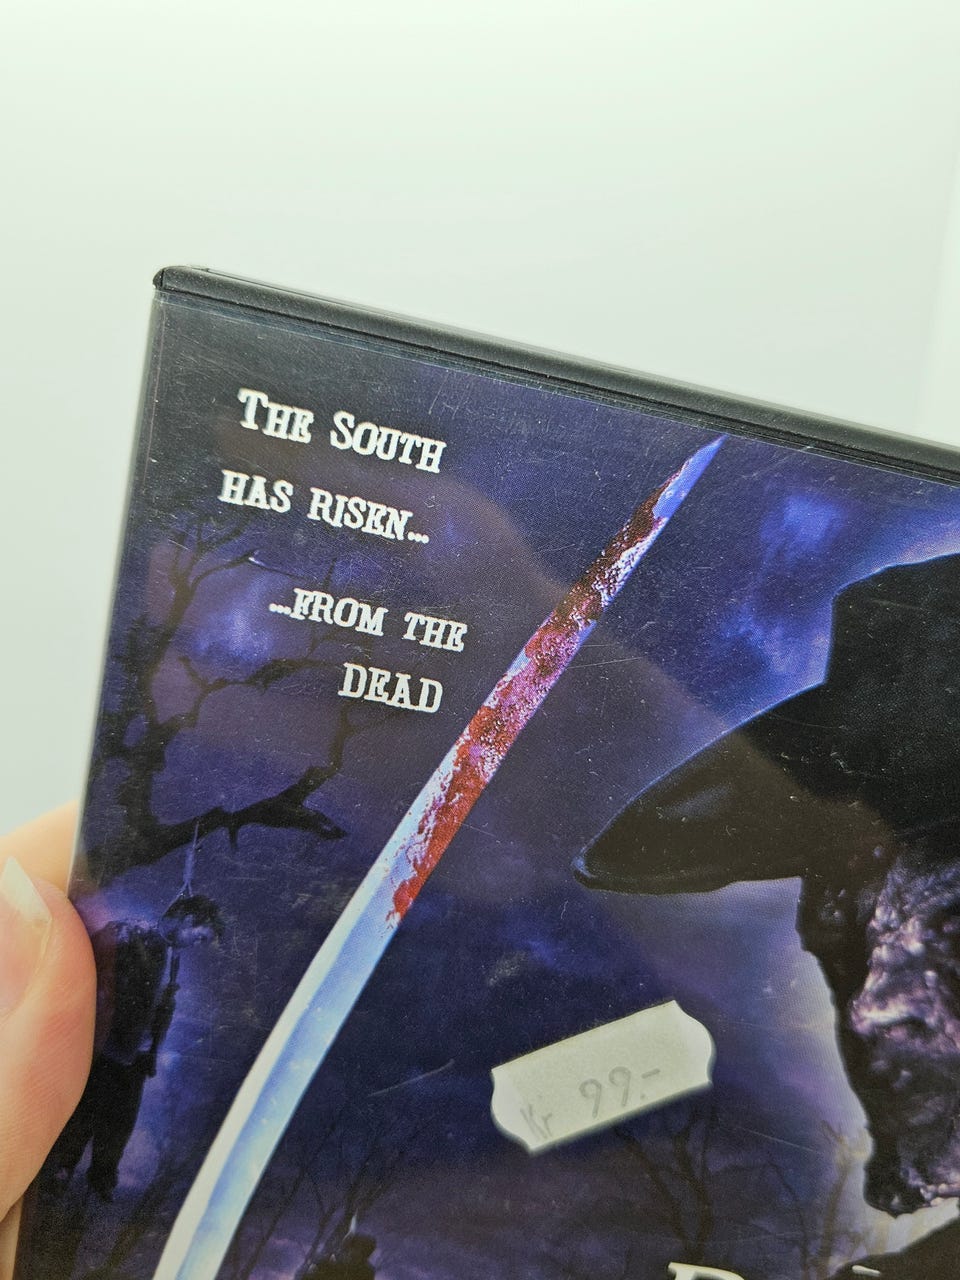 THE SOUTH
HAS RISEN...
...FROM THE
DEAD
Kr 99.-